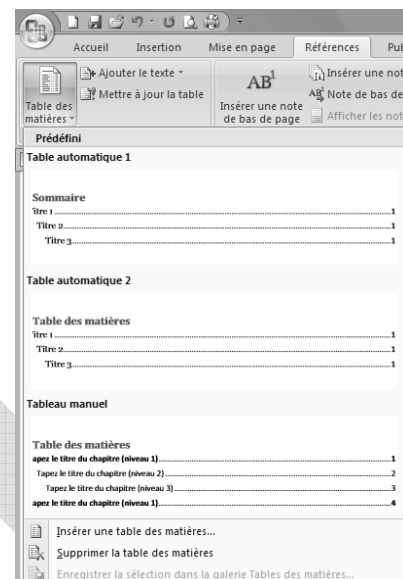 Accueil Insertion Mise en page Références Pu
Table des matières
Ajouter le texte
Mettre à jour la table
AB¹
Insérer une note de bas de page
Insérer une not
AB Note de bas de
Afficher les not
Prédéfini
Table automatique 1
Sommaire
itre 1 1
Titre 2 1
Titre 3 1
Table automatique 2
Table des matières
itre 1 1
Titre 2 1
Titre 3 1
Tableau manuel
Table des matières
apez le titre du chapitre (niveau 1) 1
Tapez le titre du chapitre (niveau 2) 2
Tapez le titre du chapitre (niveau 3) 3
apez le titre du chapitre (niveau 1) 4
Insérer une table des matières...
Supprimer la table des matières
Enregistrer la sélection dans la galerie Tables des matières...